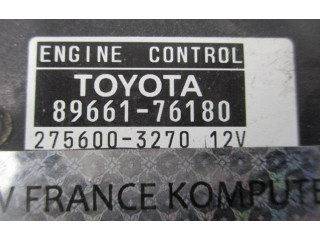 ENGINE CONTROL
TOYOTA
89661-76180
275600-3270 12V
FRANCE KOMPUTE